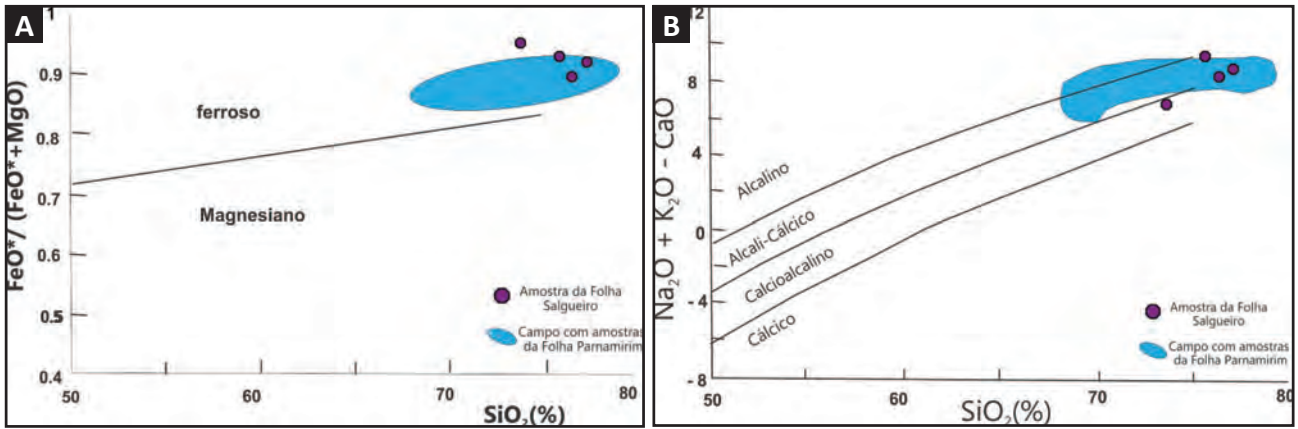 A
1
0.9
0.8
0.7
0.6
0.5
0.4
FeO*/ (FeO*+MgO)
ferroso
Magnesiano
Amostra da Folha
Salgueiro
Campo com amostras
da Folha Parnamirim
50
60
70
80
SiO₂(%)
B
12
8
4
0
- 4
- 8
Na₂O + K₂O - CaO
Alcalino
Alcali-Cálcico
Calcioalcalino
Cálcico
Amostra da Folha
Salgueiro
Campo com amostras
da Folha Parnamirim
50
60
70
80
SiO₂(%)